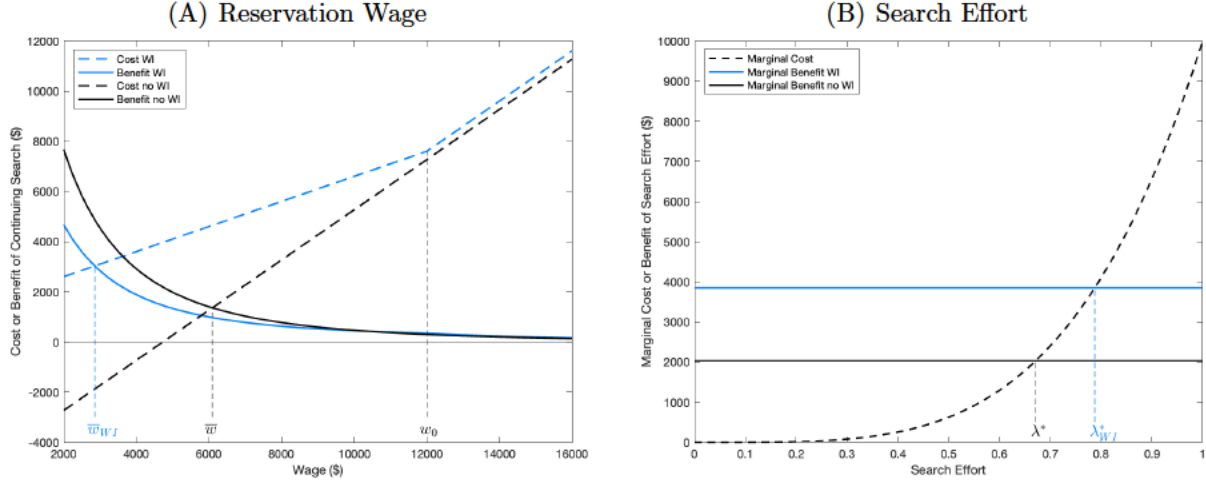 (A) Reservation Wage
12000
10000
8000
6000
4000
2000
0
-2000
-4000
Cost or Benefit of Continuing Search ($)
Cost WI
Benefit WI
Cost no WI
Benefit no WI
w̅_WI
w̅
w₀
2000 4000 6000 8000 10000 12000 14000 16000
Wage ($)
(B) Search Effort
10000
9000
8000
7000
6000
5000
4000
3000
2000
1000
0
Marginal Cost or Benefit of Search Effort ($)
Marginal Cost
Marginal Benefit WI
Marginal Benefit no WI
λ*
λ*_WI
0 0.1 0.2 0.3 0.4 0.5 0.6 0.7 0.8 0.9 1
Search Effort